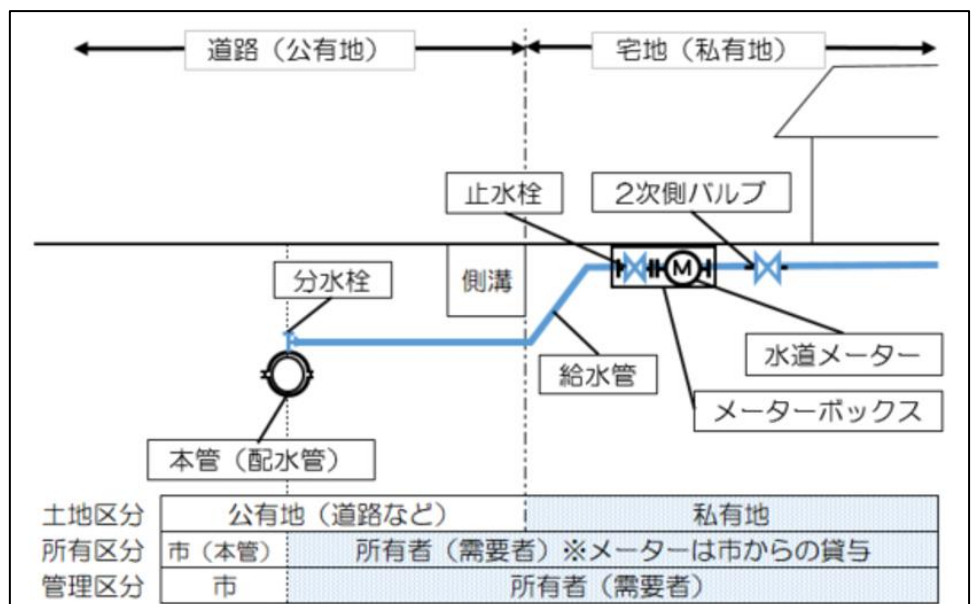 道路（公有地）
宅地（私有地）
止水栓
2次側バルブ
分水栓
側溝
M
給水管
水道メーター
メーターボックス
本管（配水管）
土地区分 公有地（道路など） 私有地
所有区分 市（本管） 所有者（需要者）※メーターは市からの貸与
管理区分 市 所有者（需要者）